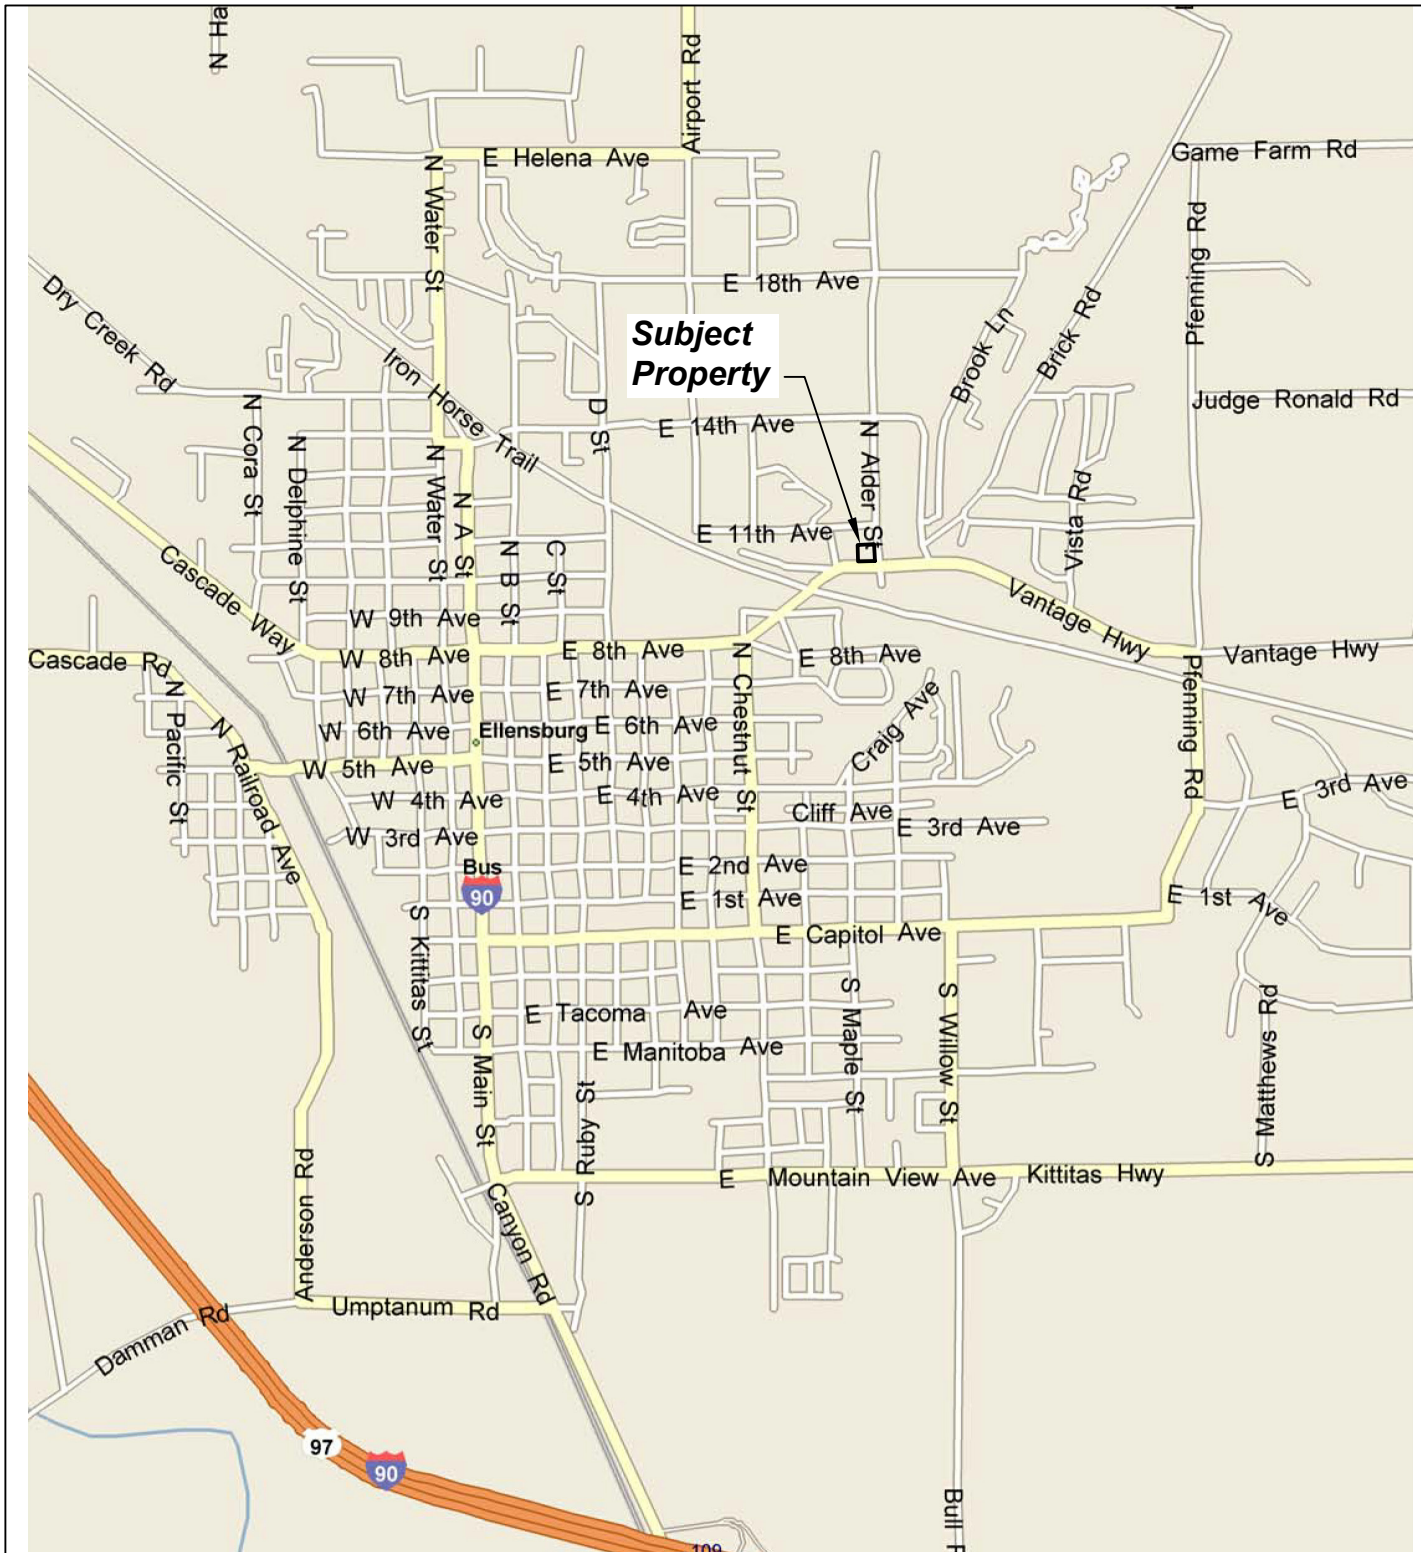 N Ha
Airport Rd
E Helena Ave
Game Farm Rd
N Water St
Pfenning Rd
E 18th Ave
Dry Creek Rd
Brook Ln
Brick Rd
Subject
Property
Iron Horse Trail
Judge Ronald Rd
N Cora St
D St
E 14th Ave
N Alder St
N Delphine St
N Water St
N A St
Vista Rd
E 11th Ave
N B St
C St
Cascade Way
Vantage Hwy
W 9th Ave
Cascade Rd
W 8th Ave
E 8th Ave
N Chestnut St
E 8th Ave
Vantage Hwy
Pfenning Rd
N Pacific St
W 7th Ave
E 7th Ave
Craig Ave
N Railroad Ave
W 6th Ave
Ellensburg
E 6th Ave
W 5th Ave
E 5th Ave
W 4th Ave
E 4th Ave
Cliff Ave
E 3rd Ave
W 3rd Ave
E 3rd Ave
Bus
90
E 2nd Ave
E 1st Ave
E 1st Ave
S Kittitas St
E Capitol Ave
S Maple St
S Willow St
S Matthews Rd
E Tacoma Ave
S Main St
E Manitoba Ave
S Ruby St
Anderson Rd
E Mountain View Ave
Kittitas Hwy
Canyon Rd
Umptanum Rd
Damman Rd
97
90
Bull
109